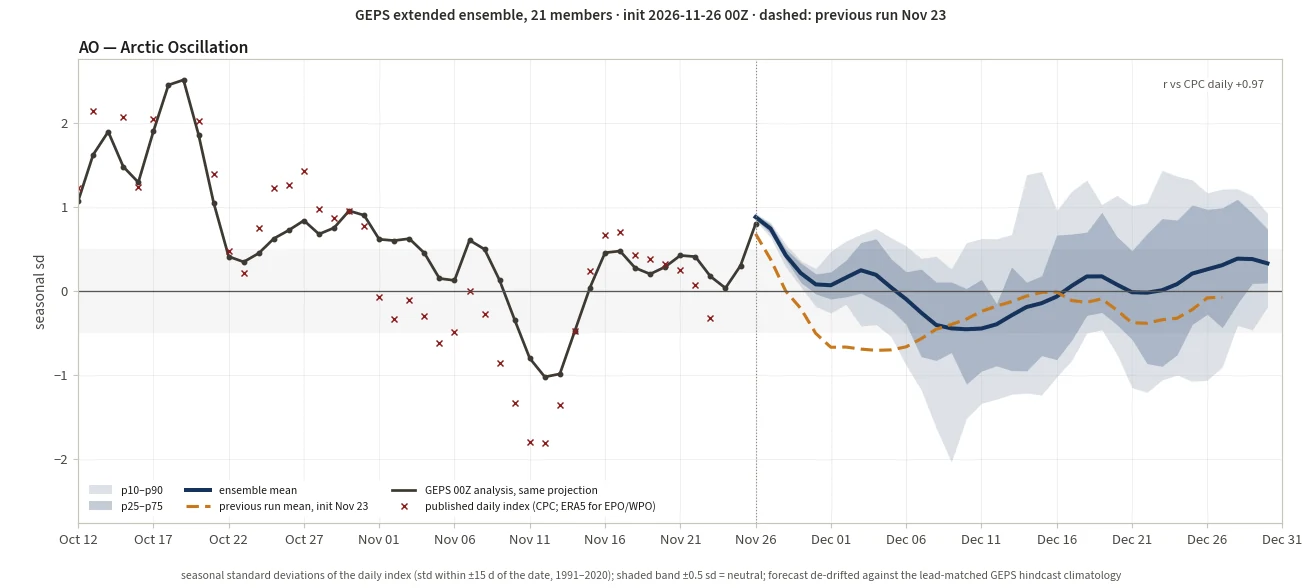 GEPS extended ensemble, 21 members · init 2026-11-26 00Z · dashed: previous run Nov 23
AO — Arctic Oscillation
r vs CPC daily +0.97
seasonal sd
2
1
0
−1
−2
p10–p90
p25–p75
ensemble mean
previous run mean, init Nov 23
GEPS 00Z analysis, same projection
published daily index (CPC; ERA5 for EPO/WPO)
Oct 12 Oct 17 Oct 22 Oct 27 Nov 01 Nov 06 Nov 11 Nov 16 Nov 21 Nov 26 Dec 01 Dec 06 Dec 11 Dec 16 Dec 21 Dec 26 Dec 31
seasonal standard deviations of the daily index (std within ±15 d of the date, 1991–2020); shaded band ±0.5 sd = neutral; forecast de-drifted against the lead-matched GEPS hindcast climatology